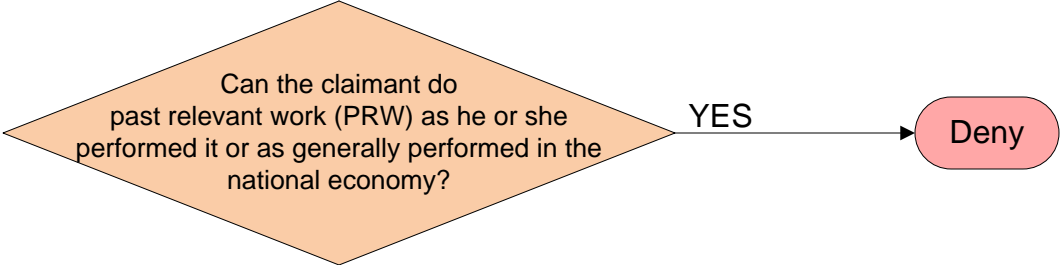 Can the claimant do
past relevant work (PRW) as he or she
performed it or as generally performed in the
national economy?
YES
Deny